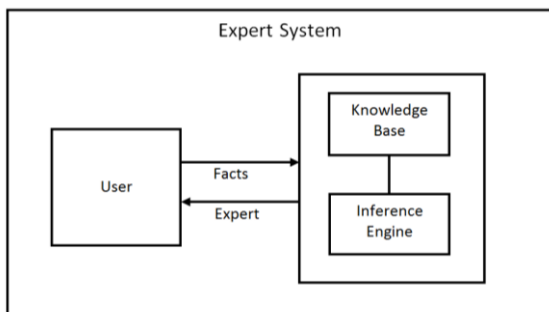 Expert System
Knowledge
Base
User
Facts
Expert
Inference
Engine